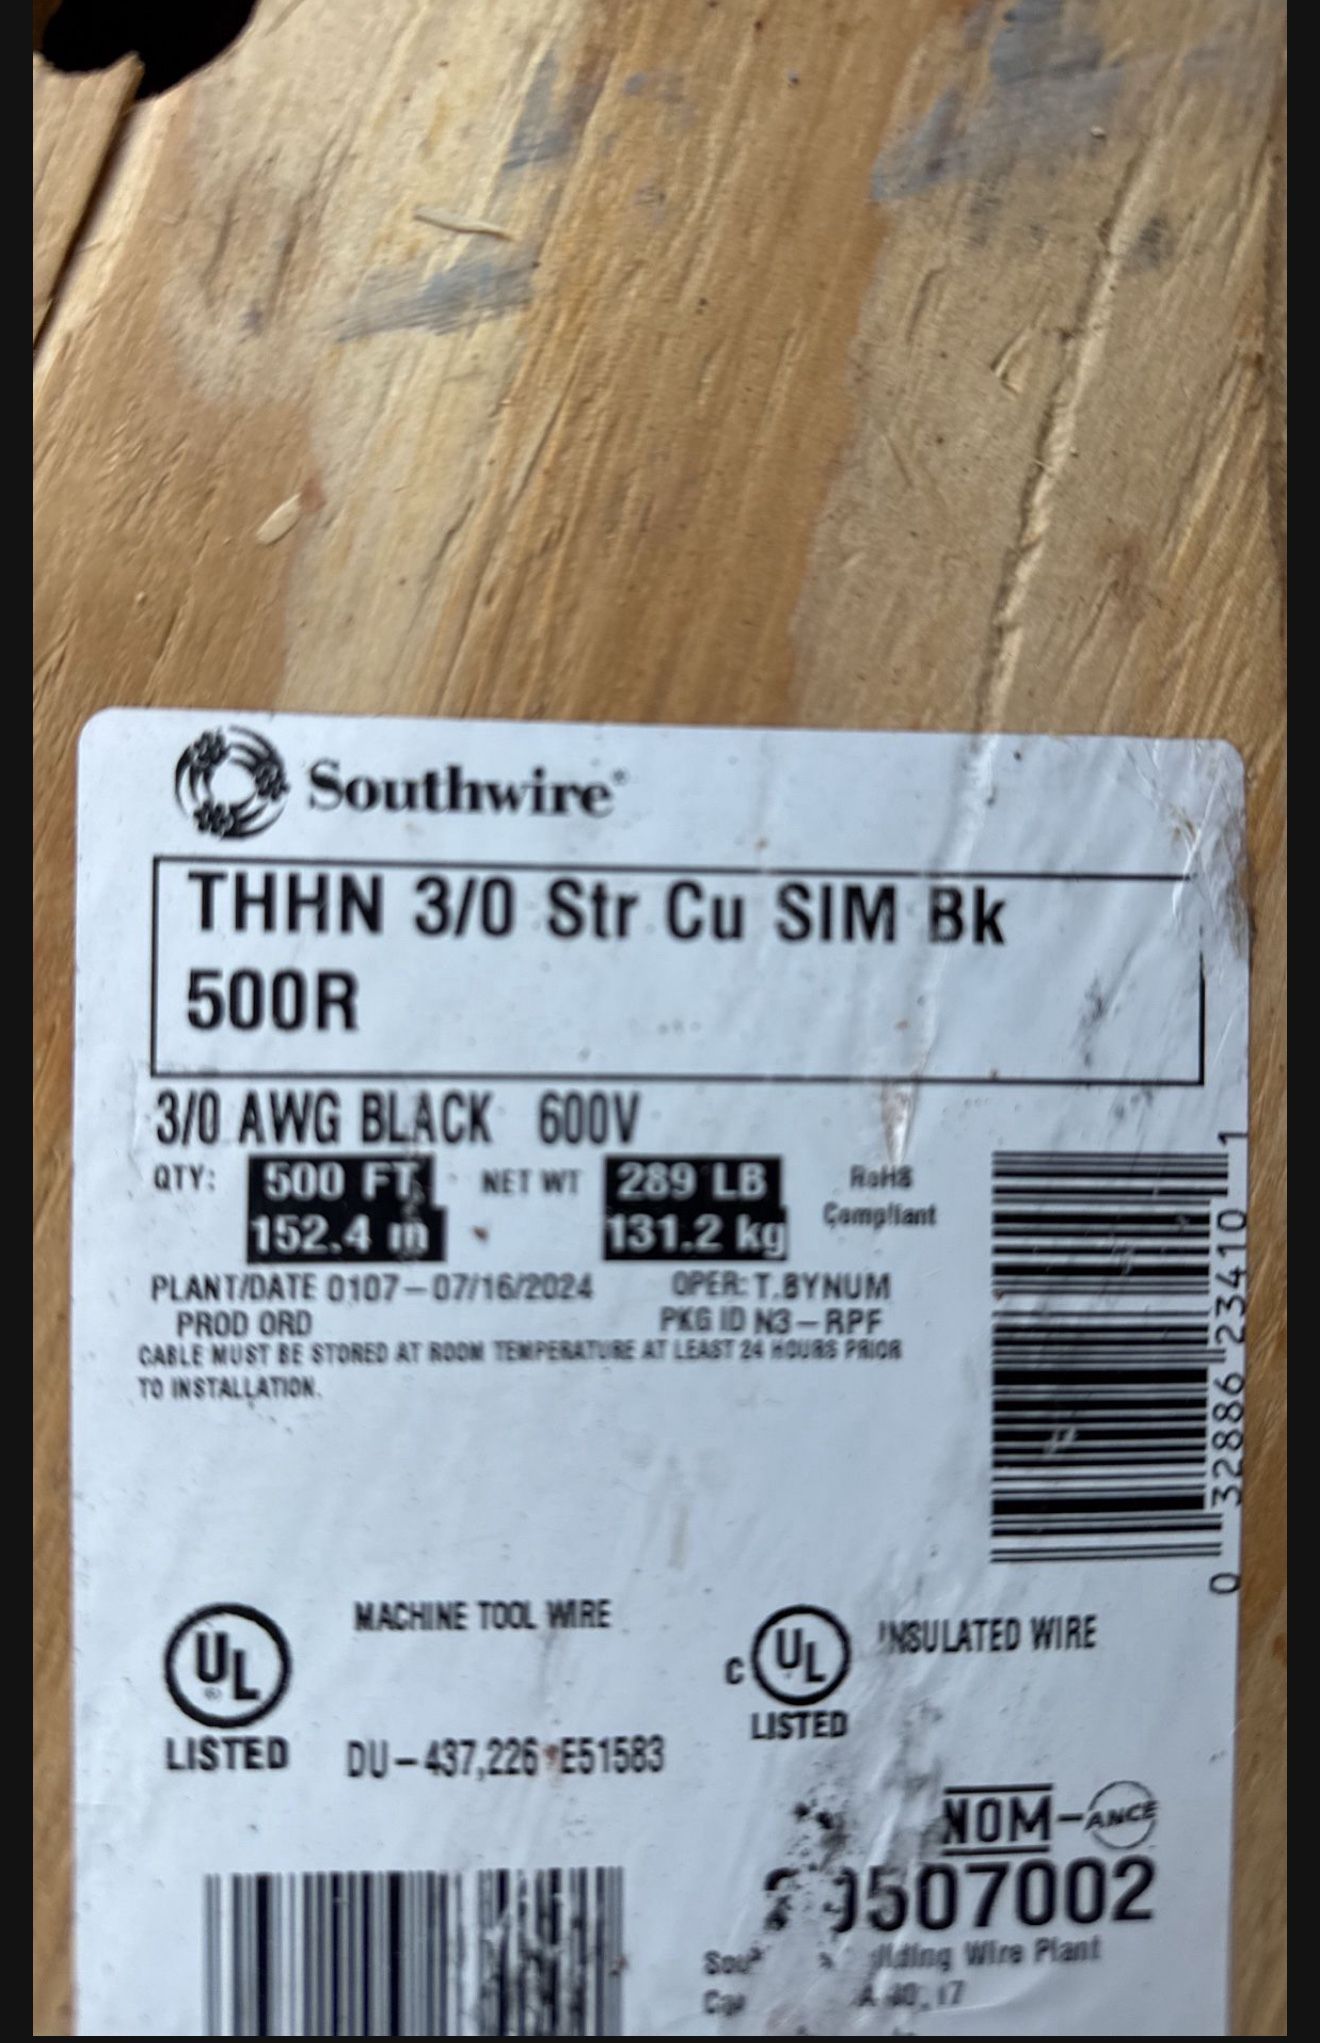 Southwire®
THHN 3/0 Str Cu SIM Bk
500R
3/0 AWG BLACK 600V
QTY: 500 FT NET WT 289 LB RoHS
152.4 m 131.2 kg Compliant
PLANT/DATE 0107-07/16/2024 OPER: T.BYNUM
PROD ORD PKG ID N3-RPF
CABLE MUST BE STORED AT ROOM TEMPERATURE AT LEAST 24 HOURS PRIOR
TO INSTALLATION.
0 32886 23410 1
UL MACHINE TOOL WIRE
LISTED DU-437,226 E51583
C UL INSULATED WIRE
LISTED
NOM-ANCE
507002
Wire Plant